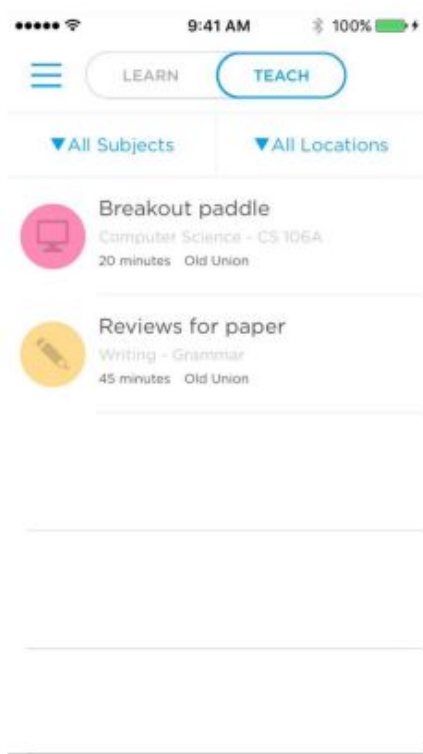 9:41 AM 100%
LEARN TEACH
▼All Subjects ▼All Locations
Breakout paddle
Computer Science - CS 106A
20 minutes Old Union
Reviews for paper
Writing - Grammar
45 minutes Old Union